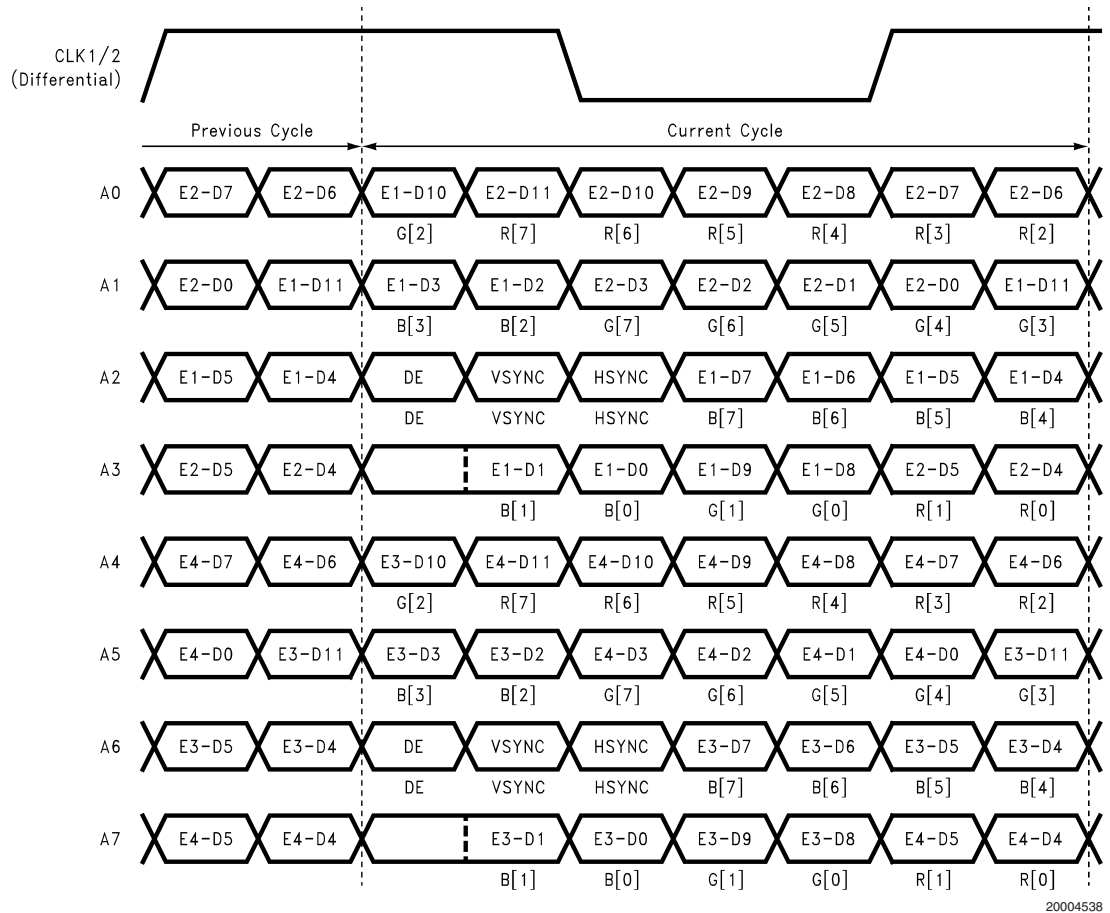 CLK1/2
(Differential)
Previous Cycle
Current Cycle
A0 E2-D7 E2-D6 E1-D10 E2-D11 E2-D10 E2-D9 E2-D8 E2-D7 E2-D6
G[2] R[7] R[6] R[5] R[4] R[3] R[2]
A1 E2-D0 E1-D11 E1-D3 E1-D2 E2-D3 E2-D2 E2-D1 E2-D0 E1-D11
B[3] B[2] G[7] G[6] G[5] G[4] G[3]
A2 E1-D5 E1-D4 DE VSYNC HSYNC E1-D7 E1-D6 E1-D5 E1-D4
DE VSYNC HSYNC B[7] B[6] B[5] B[4]
A3 E2-D5 E2-D4 E1-D1 E1-D0 E1-D9 E1-D8 E2-D5 E2-D4
B[1] B[0] G[1] G[0] R[1] R[0]
A4 E4-D7 E4-D6 E3-D10 E4-D11 E4-D10 E4-D9 E4-D8 E4-D7 E4-D6
G[2] R[7] R[6] R[5] R[4] R[3] R[2]
A5 E4-D0 E3-D11 E3-D3 E3-D2 E4-D3 E4-D2 E4-D1 E4-D0 E3-D11
B[3] B[2] G[7] G[6] G[5] G[4] G[3]
A6 E3-D5 E3-D4 DE VSYNC HSYNC E3-D7 E3-D6 E3-D5 E3-D4
DE VSYNC HSYNC B[7] B[6] B[5] B[4]
A7 E4-D5 E4-D4 E3-D1 E3-D0 E3-D9 E3-D8 E4-D5 E4-D4
B[1] B[0] G[1] G[0] R[1] R[0]
20004538